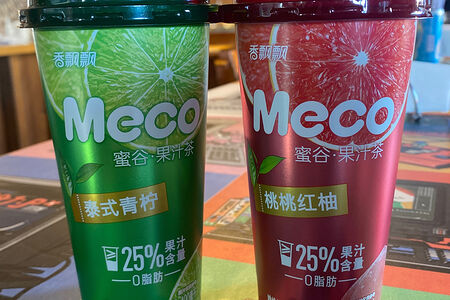 香飘飘
Meco
蜜谷·果汁茶
泰式青柠
25%果汁含量
0脂肪
香飘飘
Meco
蜜谷·果汁茶
桃桃红柚
25%果汁含量
0脂肪